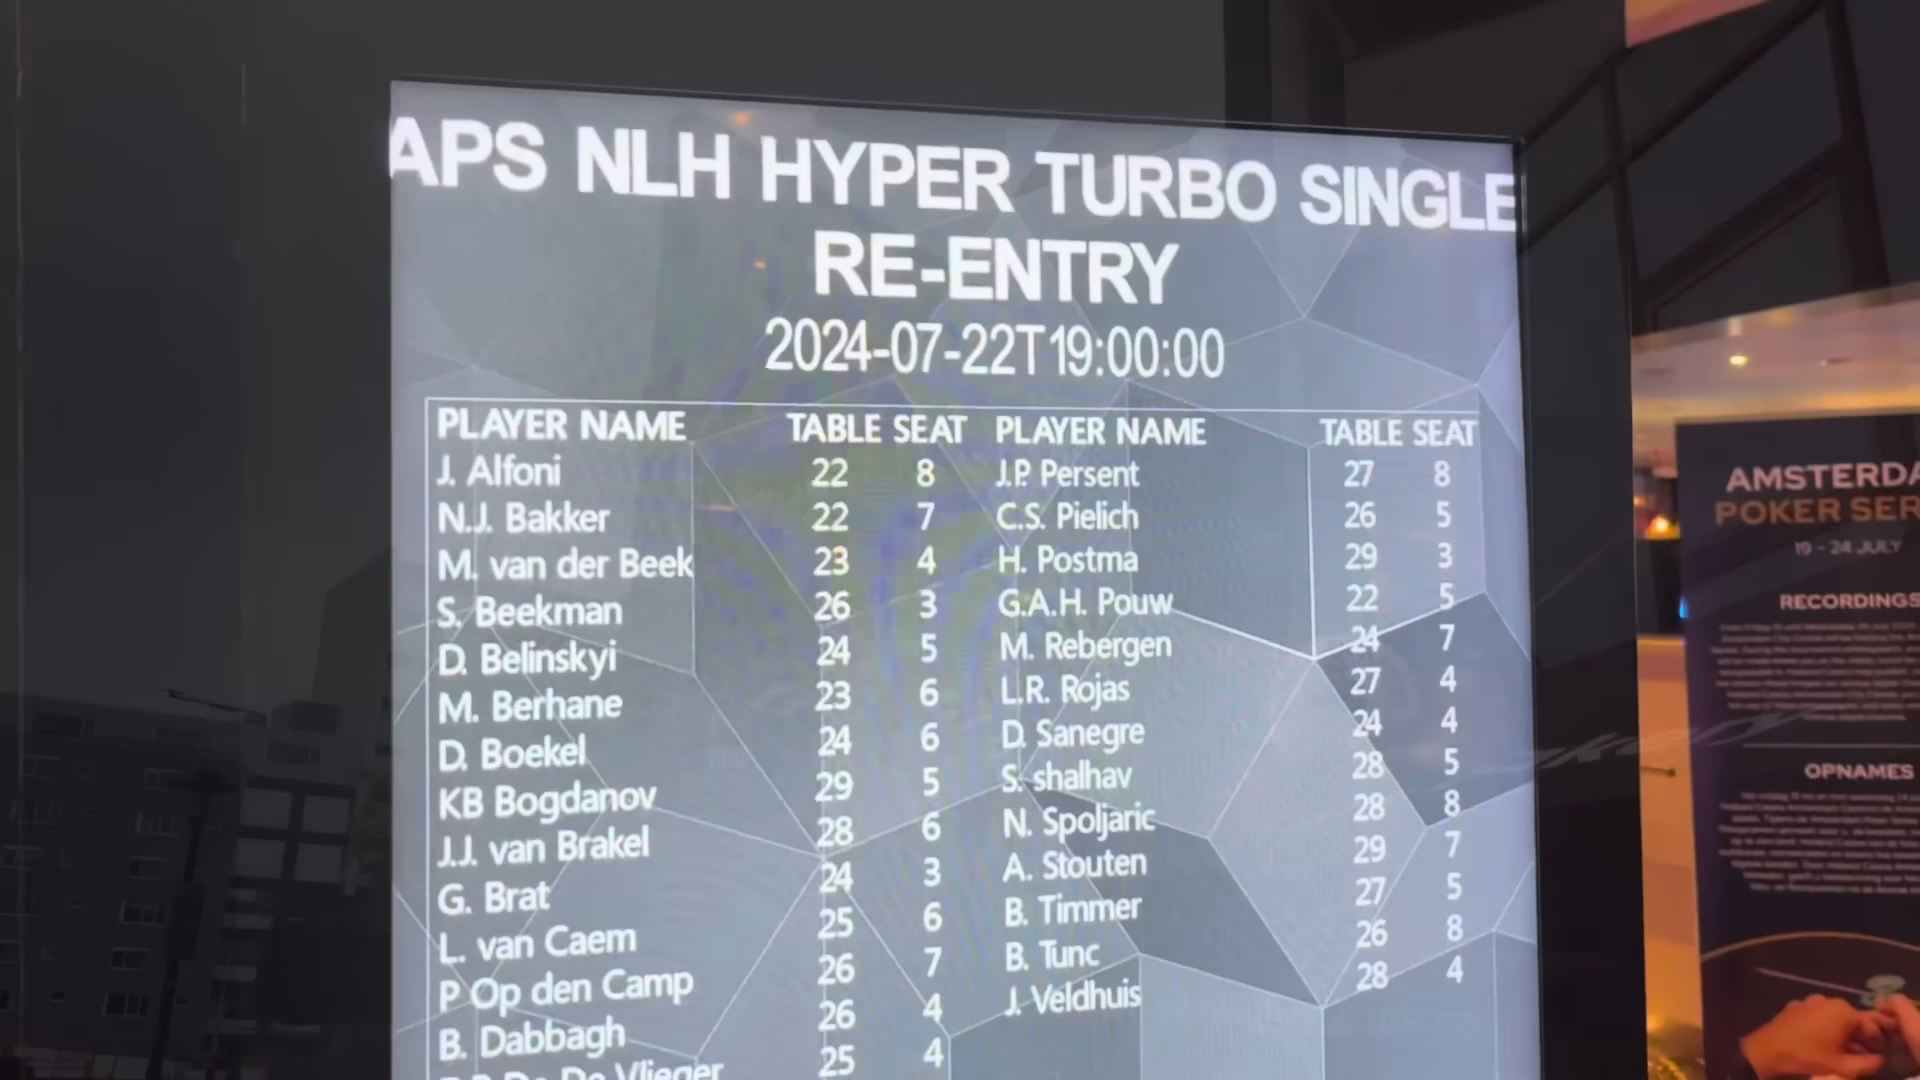 APS NLH HYPER TURBO SINGLE
RE-ENTRY
2024-07-22T19:00:00
PLAYER NAME TABLE SEAT PLAYER NAME TABLE SEAT
J. Alfoni 22 8 J.P. Persent 27 8
N.J. Bakker 22 7 C.S. Pielich 26 5
M. van der Beek 23 4 H. Postma 29 3
S. Beekman 26 3 G.A.H. Pouw 22 5
D. Belinskyi 24 5 M. Rebergen 24 7
M. Berhane 23 6 L.R. Rojas 27 4
D. Boekel 24 6 D. Sanegre 24 4
KB Bogdanov 29 5 S. shalhav 28 5
J.J. van Brakel 28 6 N. Spoljaric 28 8
G. Brat 24 3 A. Stouten 29 7
L. van Caem 25 6 B. Timmer 27 5
P Op den Camp 26 7 B. Tunc 26 8
B. Dabbagh 26 4 J. Veldhuis 28 4
De Vlieger 25 4
AMSTERDA
POKER SER
19 - 24 JULY
RECORDINGS
OPNAMES